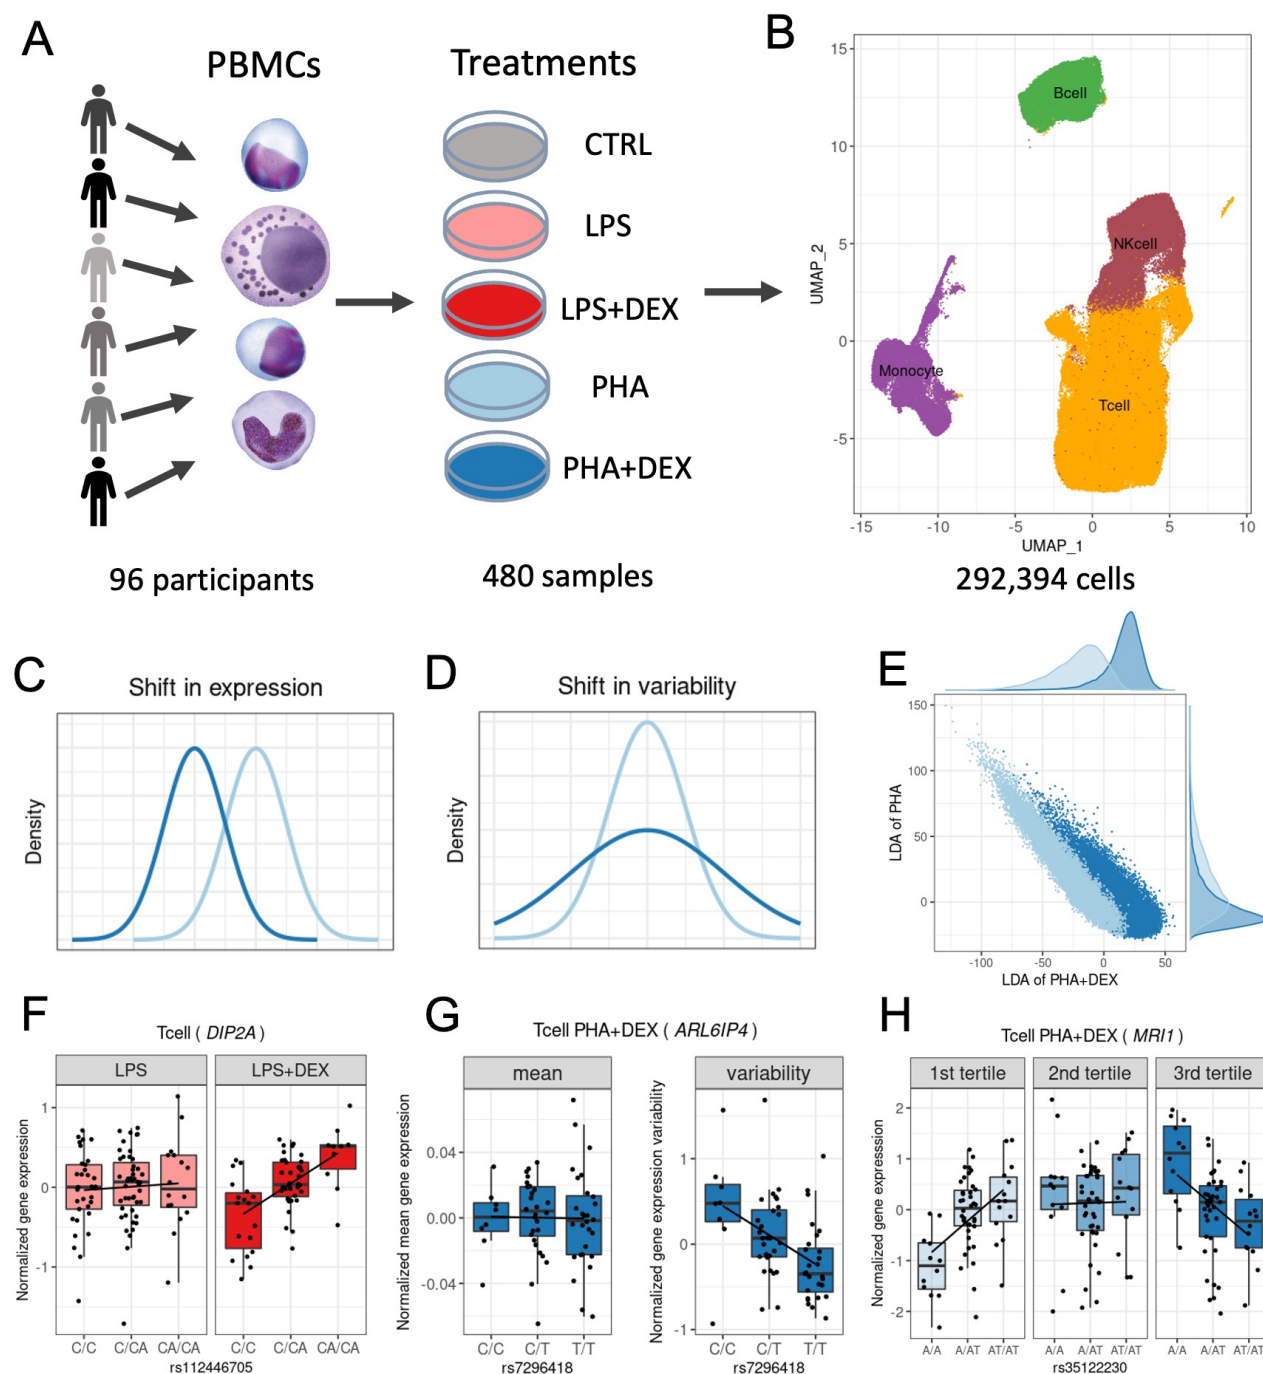 A
PBMCs
Treatments
CTRL
LPS
LPS+DEX
PHA
PHA+DEX
96 participants
480 samples
B
UMAP_2
15
10
5
0
-5
Bcell
NKcell
Monocyte
Tcell
-15 -10 -5 0 5 10
UMAP_1
292,394 cells
C
Shift in expression
Density
D
Shift in variability
Density
E
LDA of PHA
150
100
50
0
-100 -50 0 50
LDA of PHA+DEX
F
Tcell ( DIP2A )
LPS LPS+DEX
Normalized gene expression
1
0
-1
C/C C/CA CA/CA C/C C/CA CA/CA
rs112446705
G
Tcell PHA+DEX ( ARL6IP4 )
mean
Normalized mean gene expression
0.04
0.00
-0.04
C/C C/T T/T
rs7296418
variability
Normalized gene expression variability
1
0
-1
C/C C/T T/T
rs7296418
H
Tcell PHA+DEX ( MRI1 )
1st tertile 2nd tertile 3rd tertile
Normalized gene expression
2
1
0
-1
-2
A/A A/AT AT/AT A/A A/AT AT/AT A/A A/AT AT/AT
rs35122230